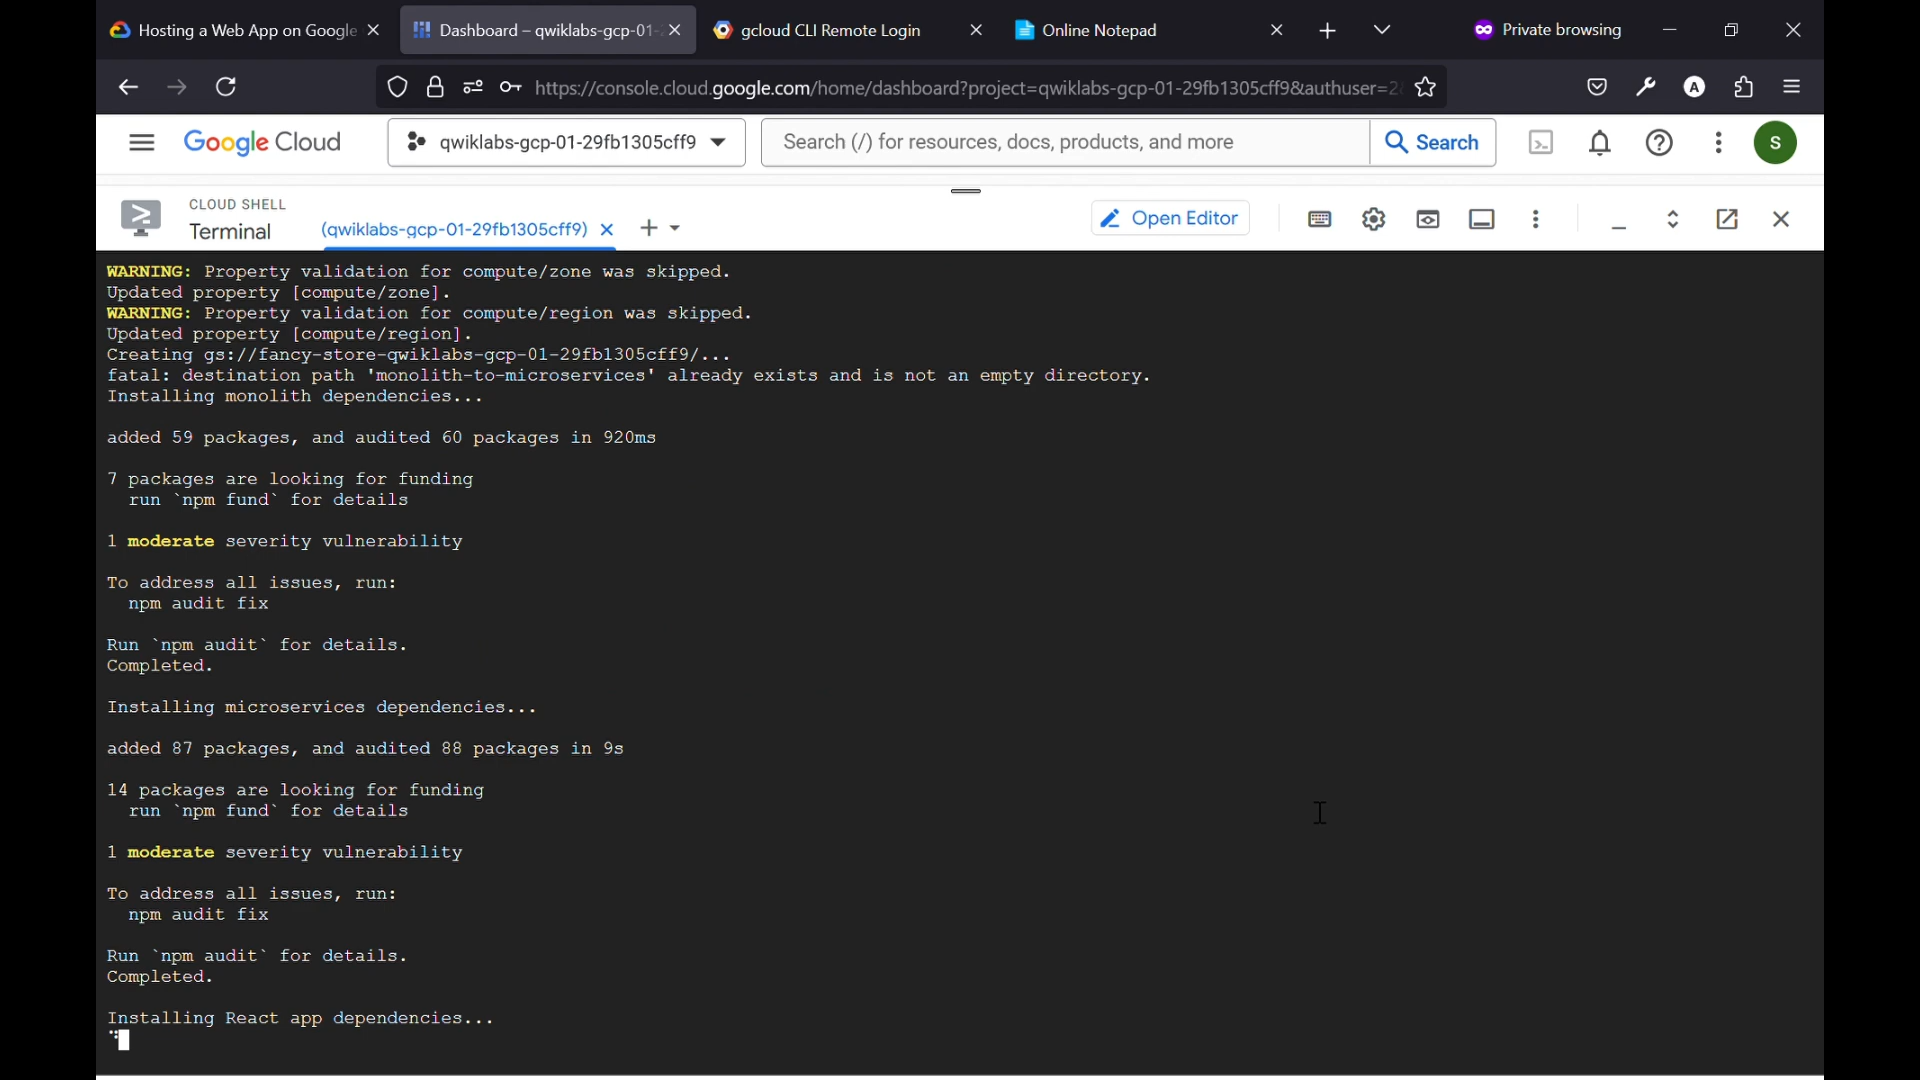 Hosting a Web App on Google
Dashboard – qwiklabs-gcp-01-
gcloud CLI Remote Login
Online Notepad
Private browsing
https://console.cloud.google.com/home/dashboard?project=qwiklabs-gcp-01-29fb1305cff9&authuser=2
A
Google Cloud
qwiklabs-gcp-01-29fb1305cff9
Search (/) for resources, docs, products, and more
Search
S
CLOUD SHELL
Terminal
(qwiklabs-gcp-01-29fb1305cff9)
Open Editor
WARNING: Property validation for compute/zone was skipped.
Updated property [compute/zone].
WARNING: Property validation for compute/region was skipped.
Updated property [compute/region].
Creating gs://fancy-store-qwiklabs-gcp-01-29fb1305cff9/...
fatal: destination path 'monolith-to-microservices' already exists and is not an empty directory.
Installing monolith dependencies...
added 59 packages, and audited 60 packages in 920ms
7 packages are looking for funding
run `npm fund` for details
1 moderate severity vulnerability
To address all issues, run:
npm audit fix
Run `npm audit` for details.
Completed.
Installing microservices dependencies...
added 87 packages, and audited 88 packages in 9s
14 packages are looking for funding
run `npm fund` for details
1 moderate severity vulnerability
To address all issues, run:
npm audit fix
Run `npm audit` for details.
Completed.
Installing React app dependencies...